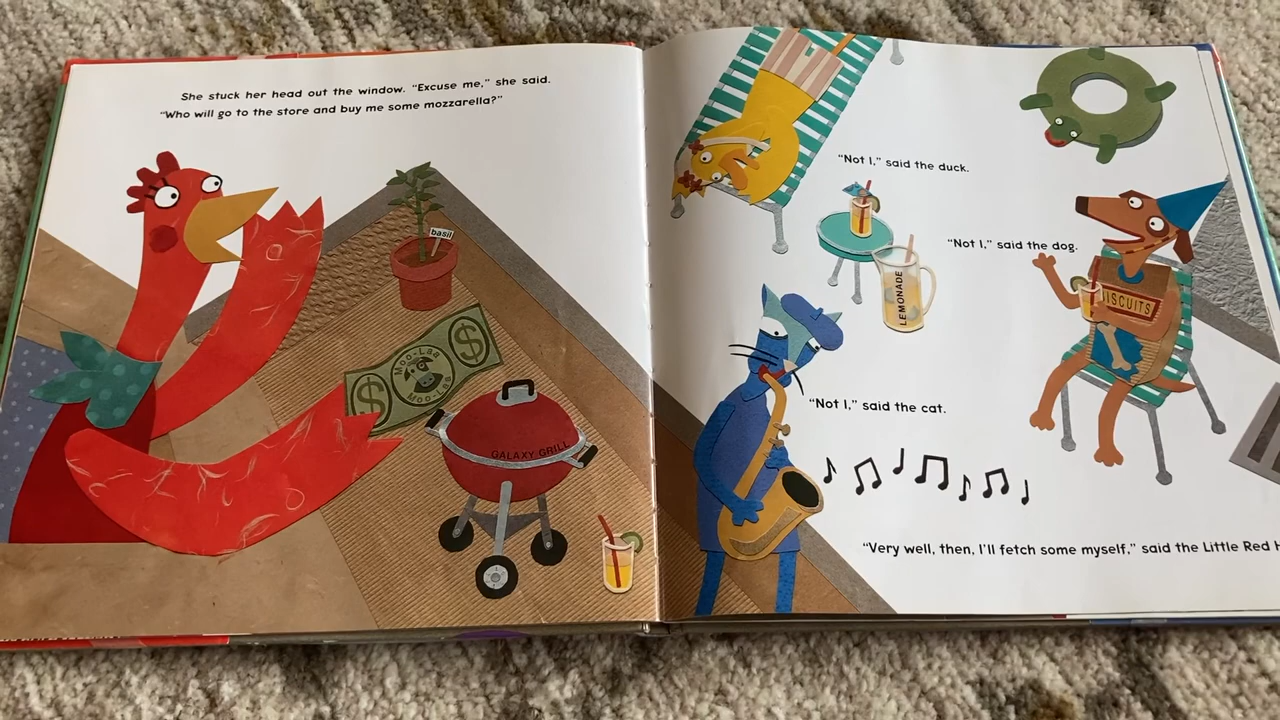 She stuck her head out the window. “Excuse me,” she said.
“Who will go to the store and buy me some mozzarella?”
basil
$ Moo-Laa Moo-Laa $
GALAXY GRILL
“Not I,” said the duck.
“Not I,” said the dog.
LEMONADE
BISCUITS
“Not I,” said the cat.
“Very well, then, I’ll fetch some myself,” said the Little Red H